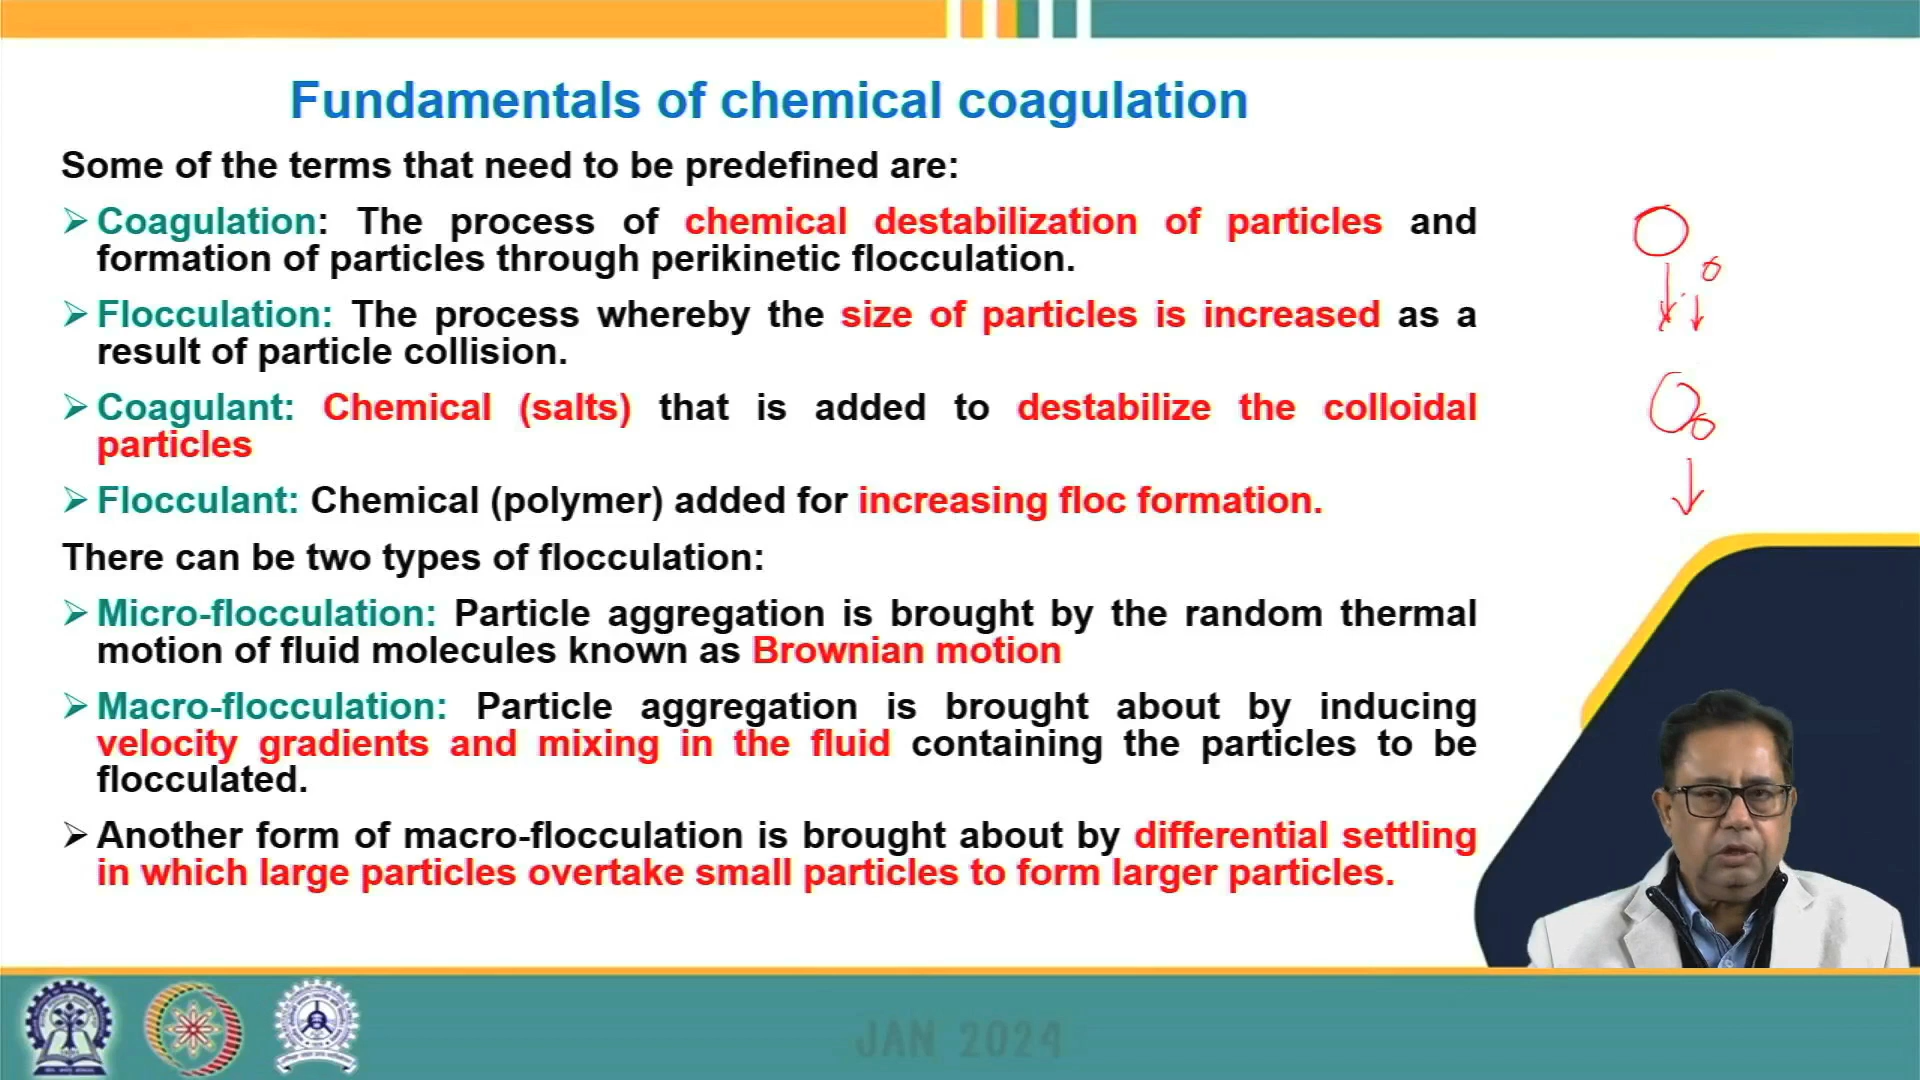 Fundamentals of chemical coagulation
Some of the terms that need to be predefined are:
➢ Coagulation: The process of chemical destabilization of particles and
formation of particles through perikinetic flocculation.
➢ Flocculation: The process whereby the size of particles is increased as a
result of particle collision.
➢ Coagulant: Chemical (salts) that is added to destabilize the colloidal
particles
➢ Flocculant: Chemical (polymer) added for increasing floc formation.
There can be two types of flocculation:
➢ Micro-flocculation: Particle aggregation is brought by the random thermal
motion of fluid molecules known as Brownian motion
➢ Macro-flocculation: Particle aggregation is brought about by inducing
velocity gradients and mixing in the fluid containing the particles to be
flocculated.
➢ Another form of macro-flocculation is brought about by differential settling
in which large particles overtake small particles to form larger particles.
JAN 2024